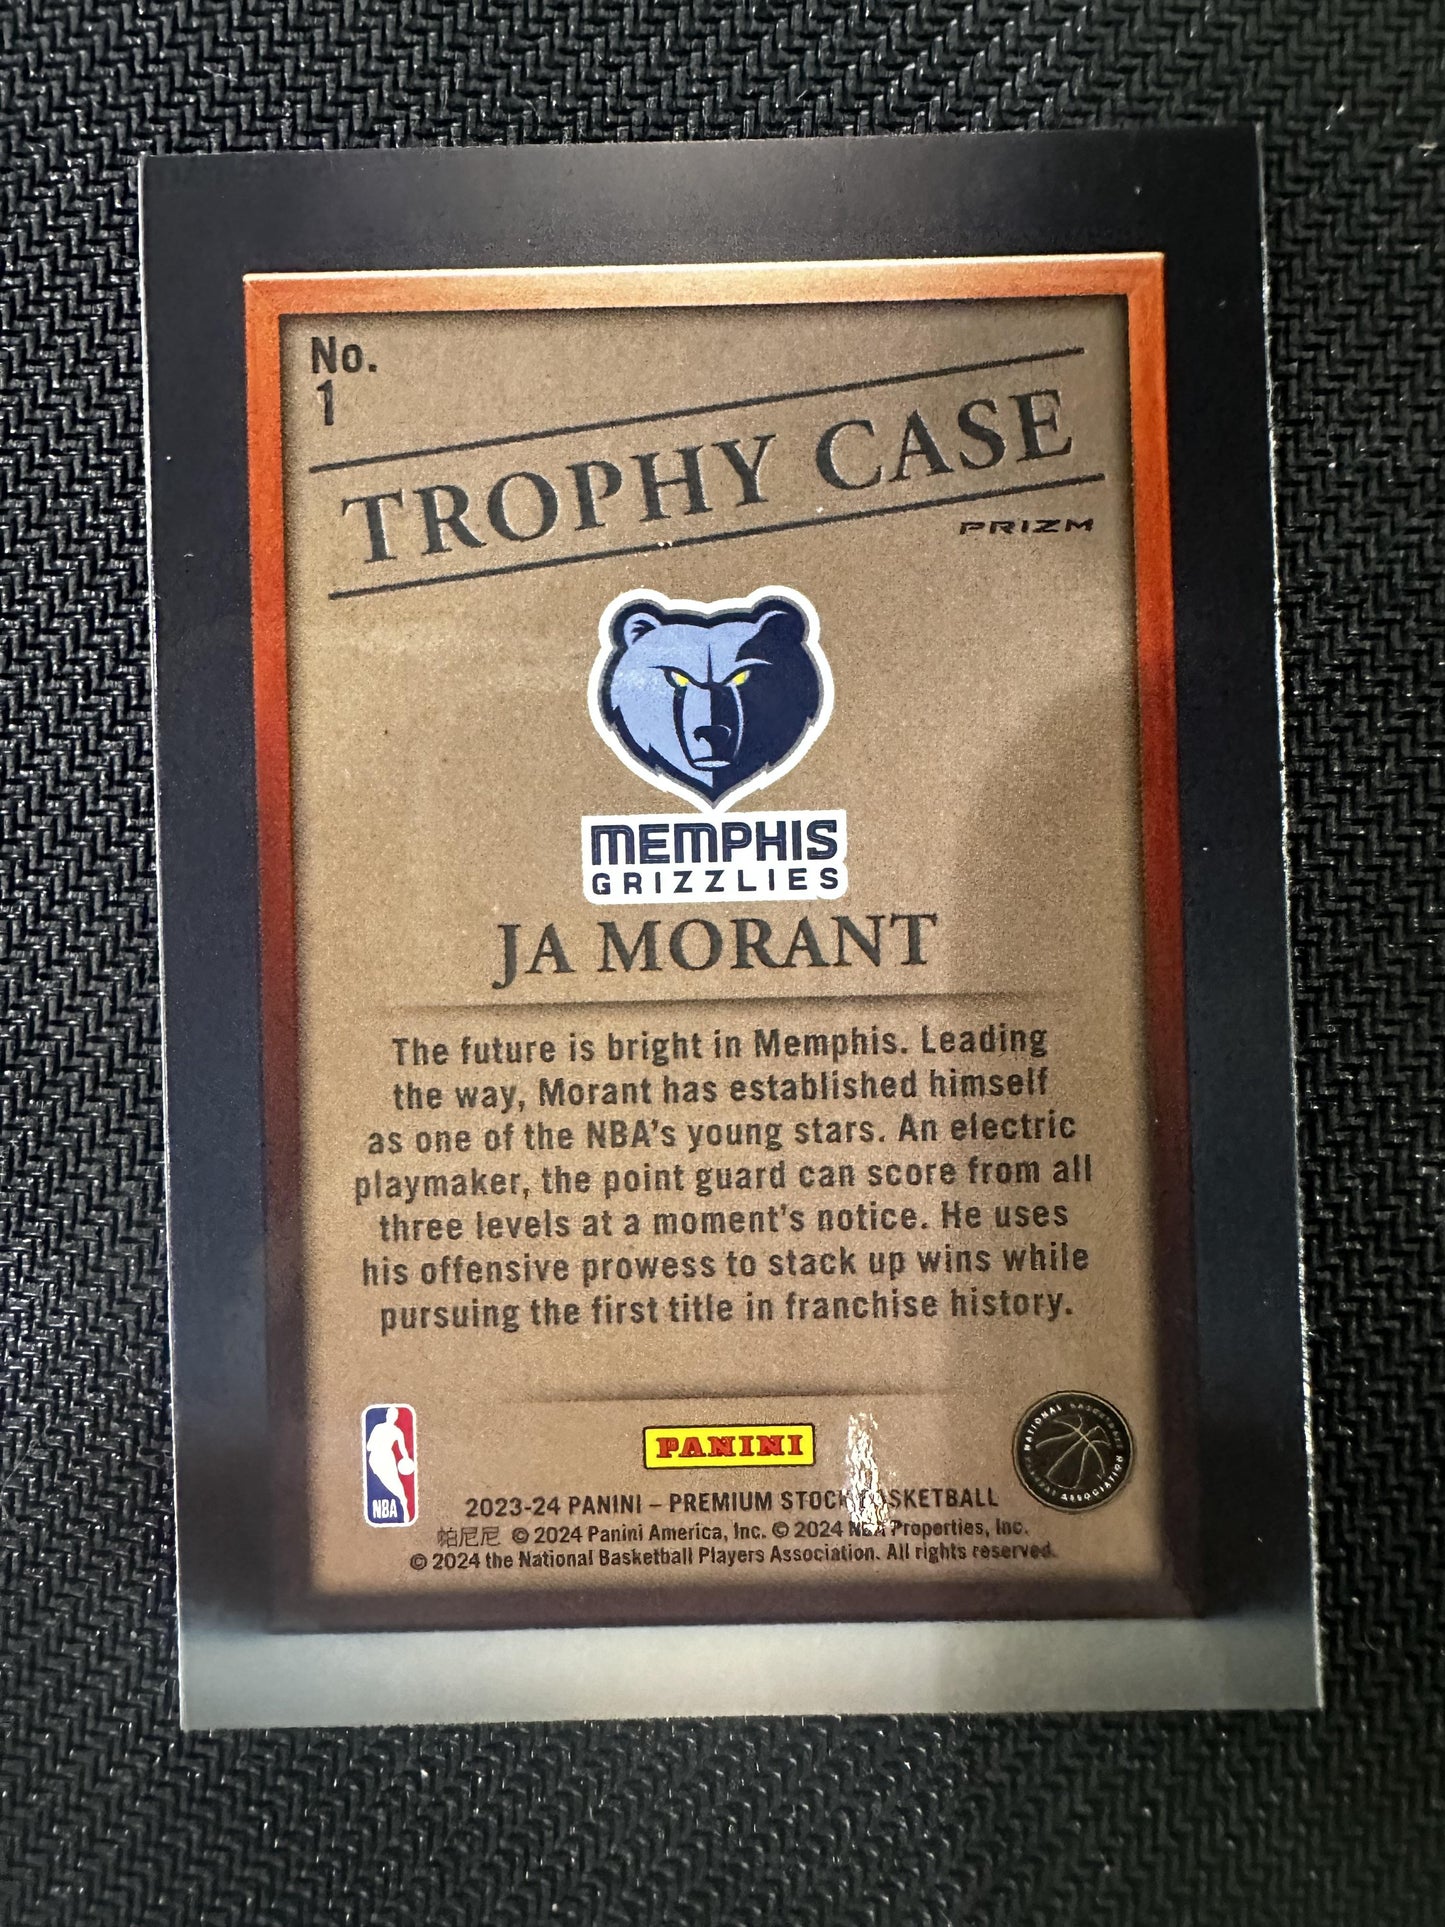 No.
1
TROPHY CASE
PRIZM
MEMPHIS
GRIZZLIES
JA MORANT
The future is bright in Memphis. Leading
the way, Morant has established himself
as one of the NBA's young stars. An electric
playmaker, the point guard can score from all
three levels at a moment's notice. He uses
his offensive prowess to stack up wins while
pursuing the first title in franchise history.
NBA
PANINI
NATIONAL BASKETBALL PLAYERS ASSOCIATION
2023-24 PANINI – PREMIUM STOCK BASKETBALL
帕尼尼 © 2024 Panini America, Inc. © 2024 NBA Properties, Inc.
© 2024 the National Basketball Players Association. All rights reserved.